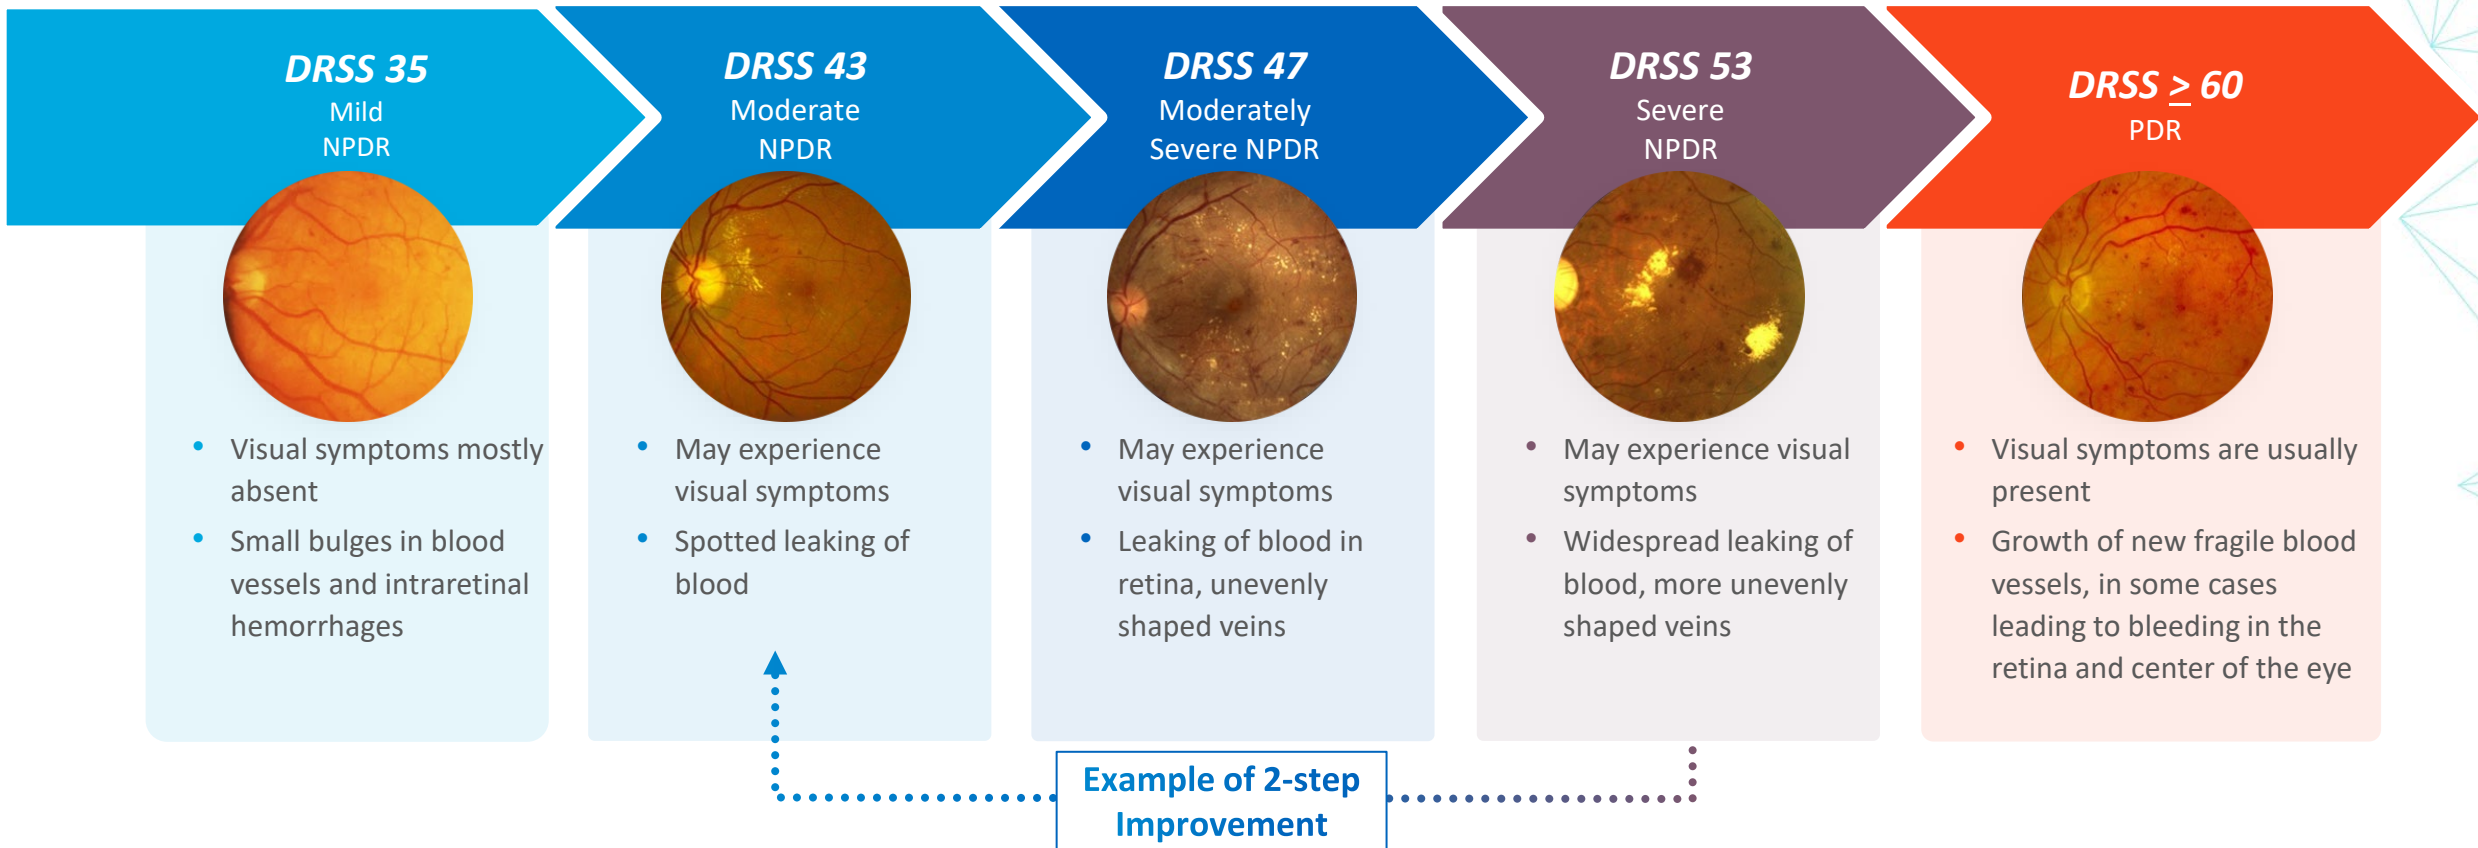 DRSS 35
Mild
NPDR
DRSS 43
Moderate
NPDR
DRSS 47
Moderately
Severe NPDR
DRSS 53
Severe
NPDR
DRSS ≥ 60
PDR
• Visual symptoms mostly
absent
• Small bulges in blood
vessels and intraretinal
hemorrhages
• May experience
visual symptoms
• Spotted leaking of
blood
• May experience
visual symptoms
• Leaking of blood in
retina, unevenly
shaped veins
• May experience visual
symptoms
• Widespread leaking of
blood, more unevenly
shaped veins
• Visual symptoms are usually
present
• Growth of new fragile blood
vessels, in some cases
leading to bleeding in the
retina and center of the eye
Example of 2-step
Improvement